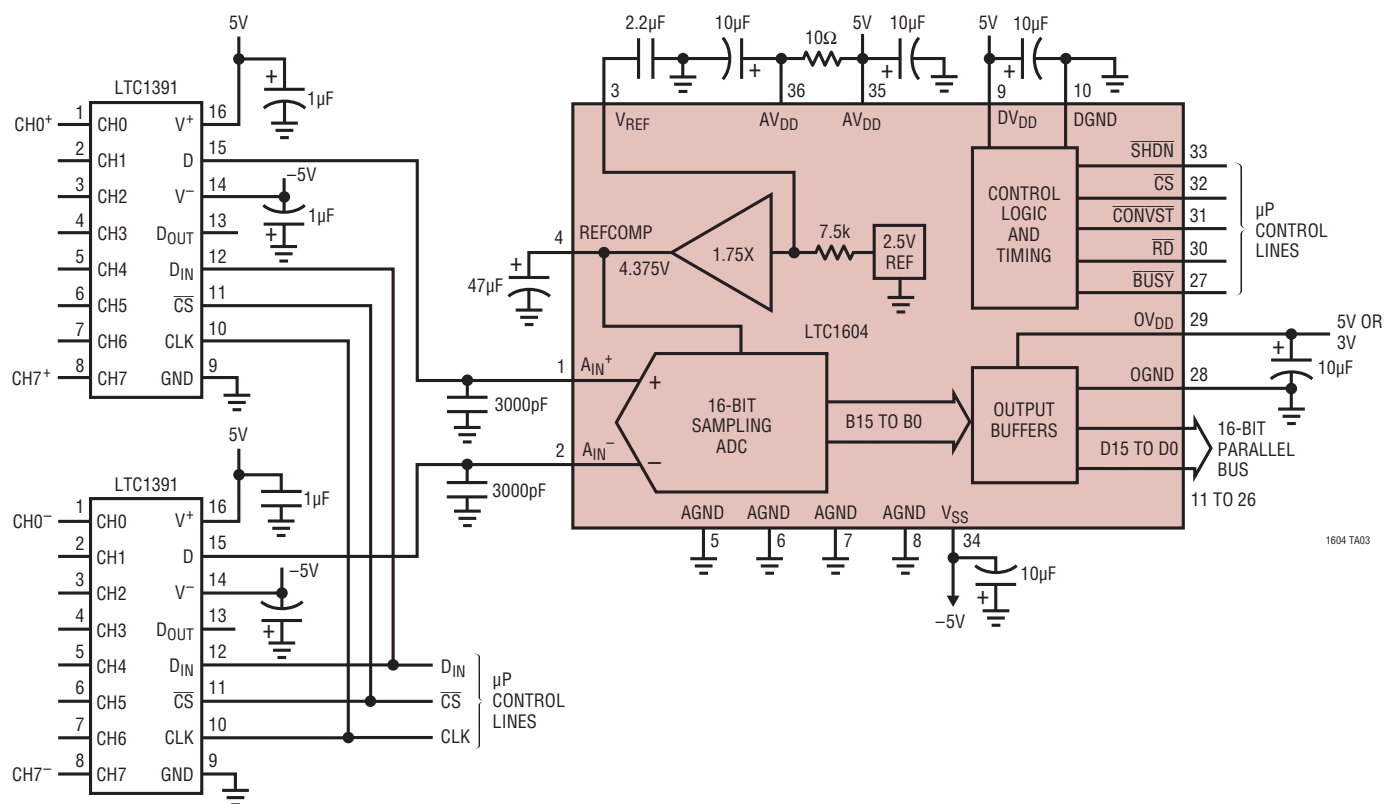 5V
LTC1391
+
1µF
CH0⁺
1
CH0
V⁺
16
2
CH1
D
15
3
CH2
V⁻
14
–5V
1µF
+
4
CH3
DOUT
13
5
CH4
DIN
12
6
CH5
C̅S̅
11
7
CH6
CLK
10
CH7⁺
8
CH7
GND
9
5V
LTC1391
1µF
CH0⁻
1
CH0
V⁺
16
2
CH1
D
15
3
CH2
V⁻
14
–5V
+
4
CH3
DOUT
13
5
CH4
DIN
12
6
CH5
C̅S̅
11
7
CH6
CLK
10
CH7⁻
8
CH7
GND
9
DIN
C̅S̅
CLK
µP
CONTROL
LINES
2.2µF
10µF
+
10Ω
5V
10µF
+
5V
10µF
+
3
VREF
36
AVDD
35
AVDD
9
DVDD
10
DGND
4
REFCOMP
4.375V
+
47µF
1.75X
7.5k
2.5V
REF
LTC1604
CONTROL
LOGIC
AND
TIMING
S̅H̅D̅N̅
33
C̅S̅
32
C̅O̅N̅V̅S̅T̅
31
R̅D̅
30
B̅U̅S̅Y̅
27
µP
CONTROL
LINES
OVDD
29
5V OR
3V
+
10µF
OGND
28
1
AIN⁺
3000pF
+
2
AIN⁻
3000pF
–
16-BIT
SAMPLING
ADC
B15 TO B0
OUTPUT
BUFFERS
D15 TO D0
16-BIT
PARALLEL
BUS
11 TO 26
AGND
5
AGND
6
AGND
7
AGND
8
VSS
34
10µF
+
–5V
1604 TA03